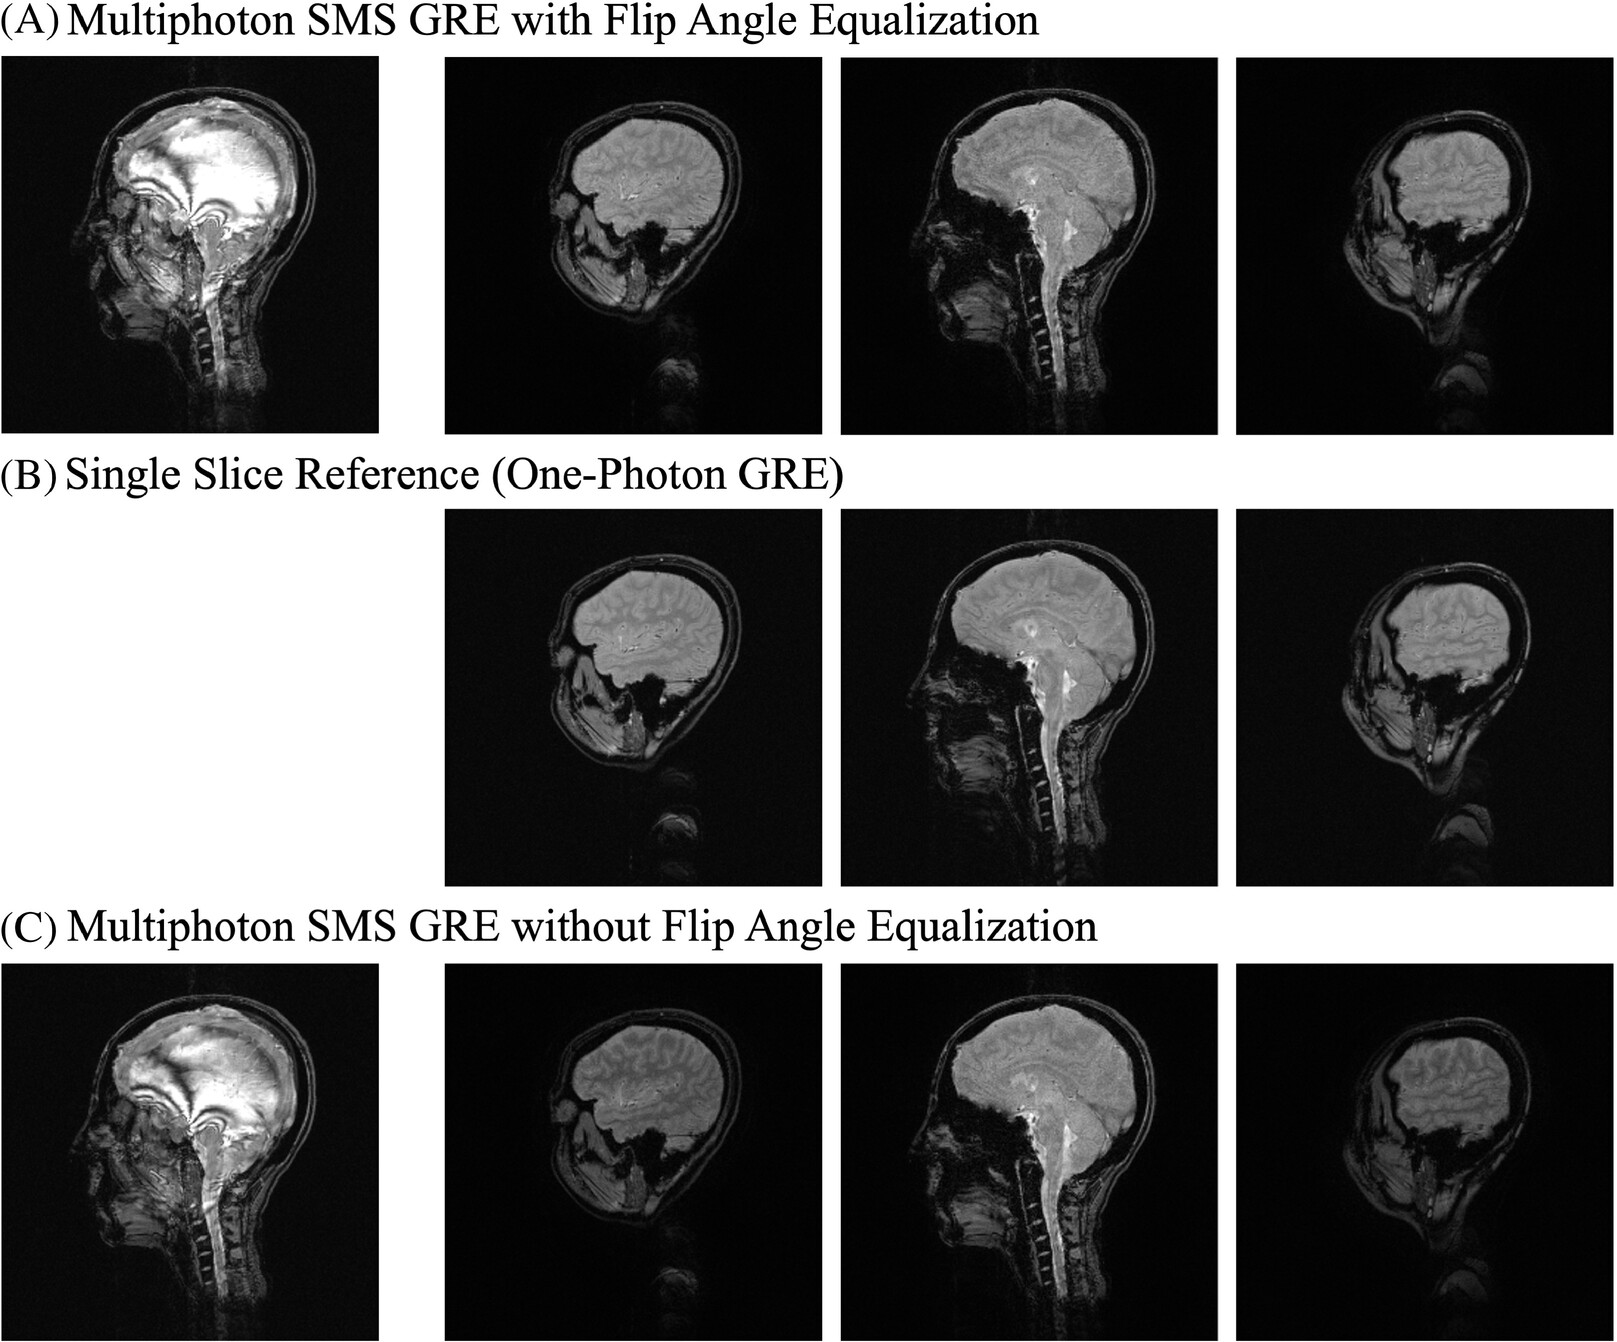 (A) Multiphoton SMS GRE with Flip Angle Equalization
(B) Single Slice Reference (One-Photon GRE)
(C) Multiphoton SMS GRE without Flip Angle Equalization